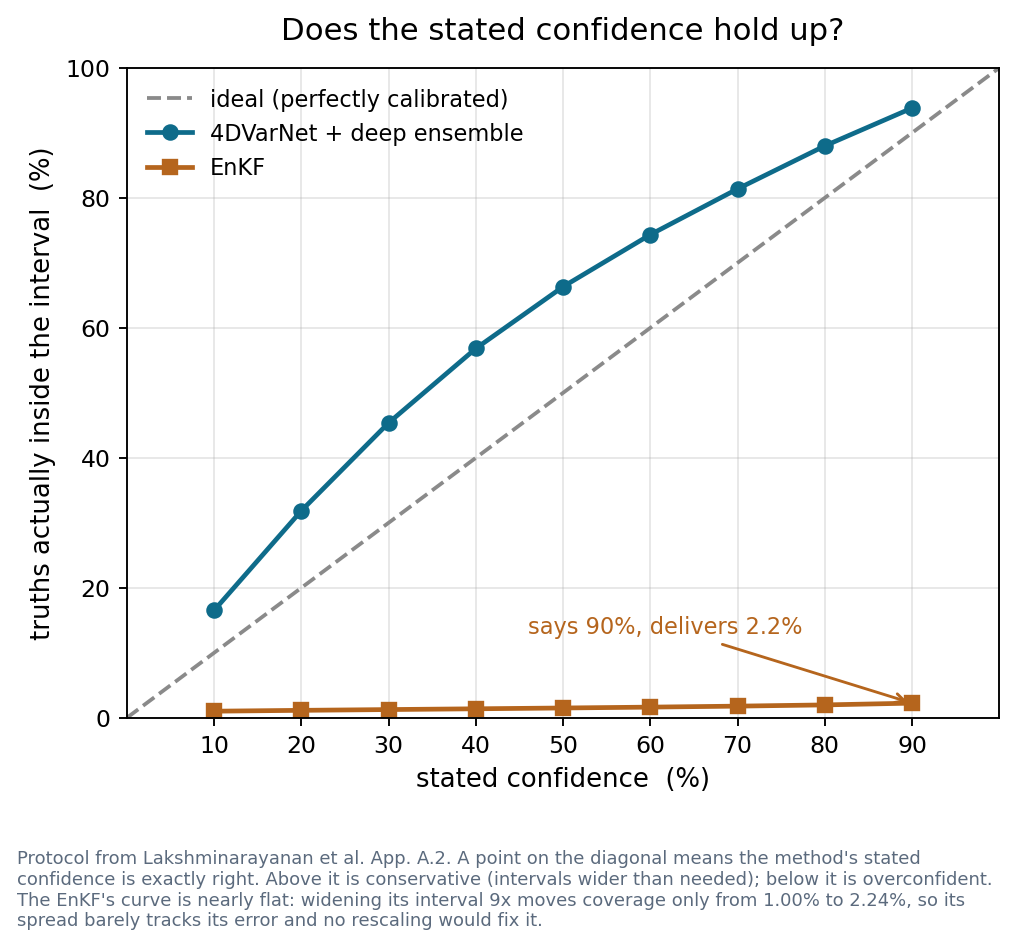 Does the stated confidence hold up?
100
80
60
40
20
0
truths actually inside the interval (%)
ideal (perfectly calibrated)
4DVarNet + deep ensemble
EnKF
says 90%, delivers 2.2%
10 20 30 40 50 60 70 80 90
stated confidence (%)
Protocol from Lakshminarayanan et al. App. A.2. A point on the diagonal means the method's stated
confidence is exactly right. Above it is conservative (intervals wider than needed); below it is overconfident.
The EnKF's curve is nearly flat: widening its interval 9x moves coverage only from 1.00% to 2.24%, so its
spread barely tracks its error and no rescaling would fix it.